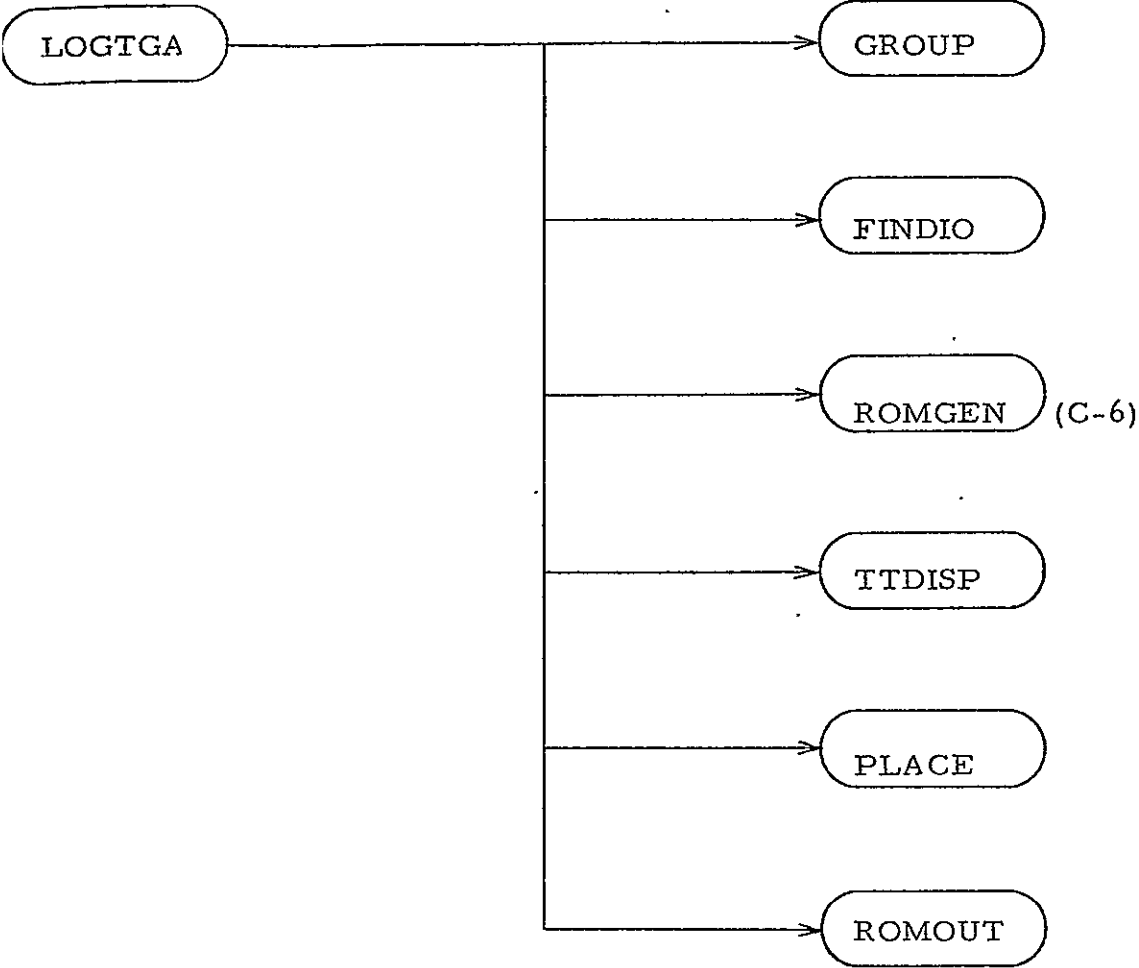 LOGTGA
GROUP
FINDIO
ROMGEN (C-6)
TTDISP
PLACE
ROMOUT